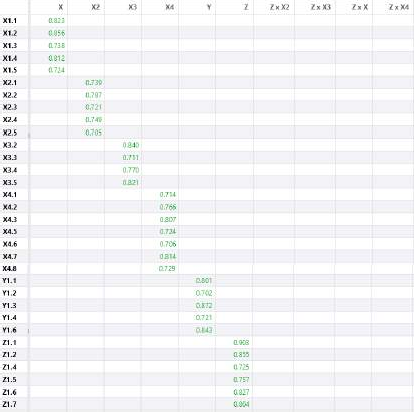 X X2 X3 X4 Y Z Z x X2 Z x X3 Z x X Z x X4
X1.1 0.823
X1.2 0.856
X1.3 0.738
X1.4 0.812
X1.5 0.724
X2.1 0.739
X2.2 0.797
X2.3 0.721
X2.4 0.749
X2.5 0.705
X3.2 0.840
X3.3 0.711
X3.4 0.770
X3.5 0.821
X4.1 0.714
X4.2 0.766
X4.3 0.807
X4.5 0.724
X4.6 0.706
X4.7 0.814
X4.8 0.729
Y1.1 0.801
Y1.2 0.702
Y1.3 0.872
Y1.4 0.721
Y1.6 0.843
Z1.1 0.908
Z1.2 0.855
Z1.4 0.725
Z1.5 0.757
Z1.6 0.827
Z1.7 0.804